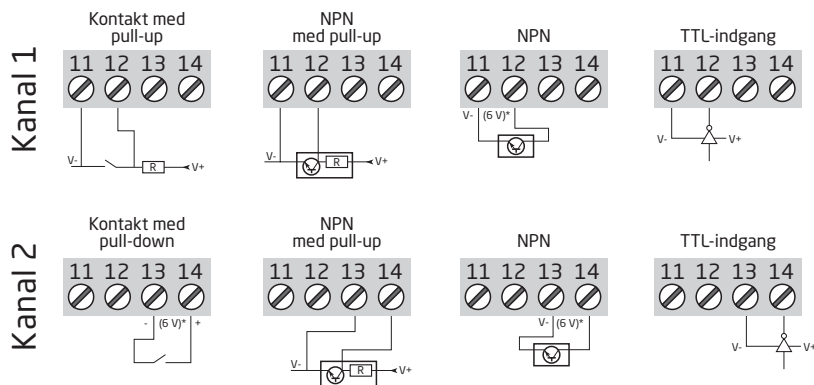 Kanal 1
Kontakt med
pull-up
11 12 13 14
V-
R
V+
NPN
med pull-up
11 12 13 14
V-
R
V+
NPN
11 12 13 14
V- (6 V)*
TTL-indgang
11 12 13 14
V-
V+
Kanal 2
Kontakt med
pull-down
11 12 13 14
- (6 V)* +
NPN
med pull-up
11 12 13 14
V-
R
V+
NPN
11 12 13 14
V- (6 V)*
TTL-indgang
11 12 13 14
V-
V+